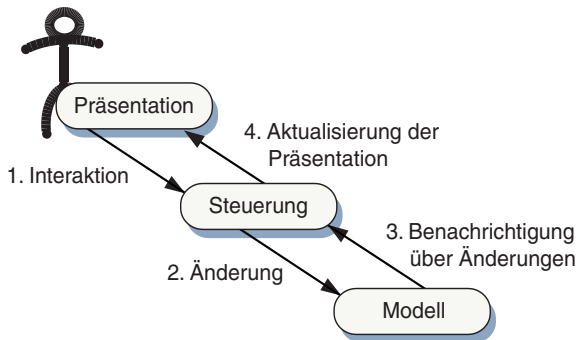 Präsentation
4. Aktualisierung der
Präsentation
1. Interaktion
Steuerung
3. Benachrichtigung
über Änderungen
2. Änderung
Modell